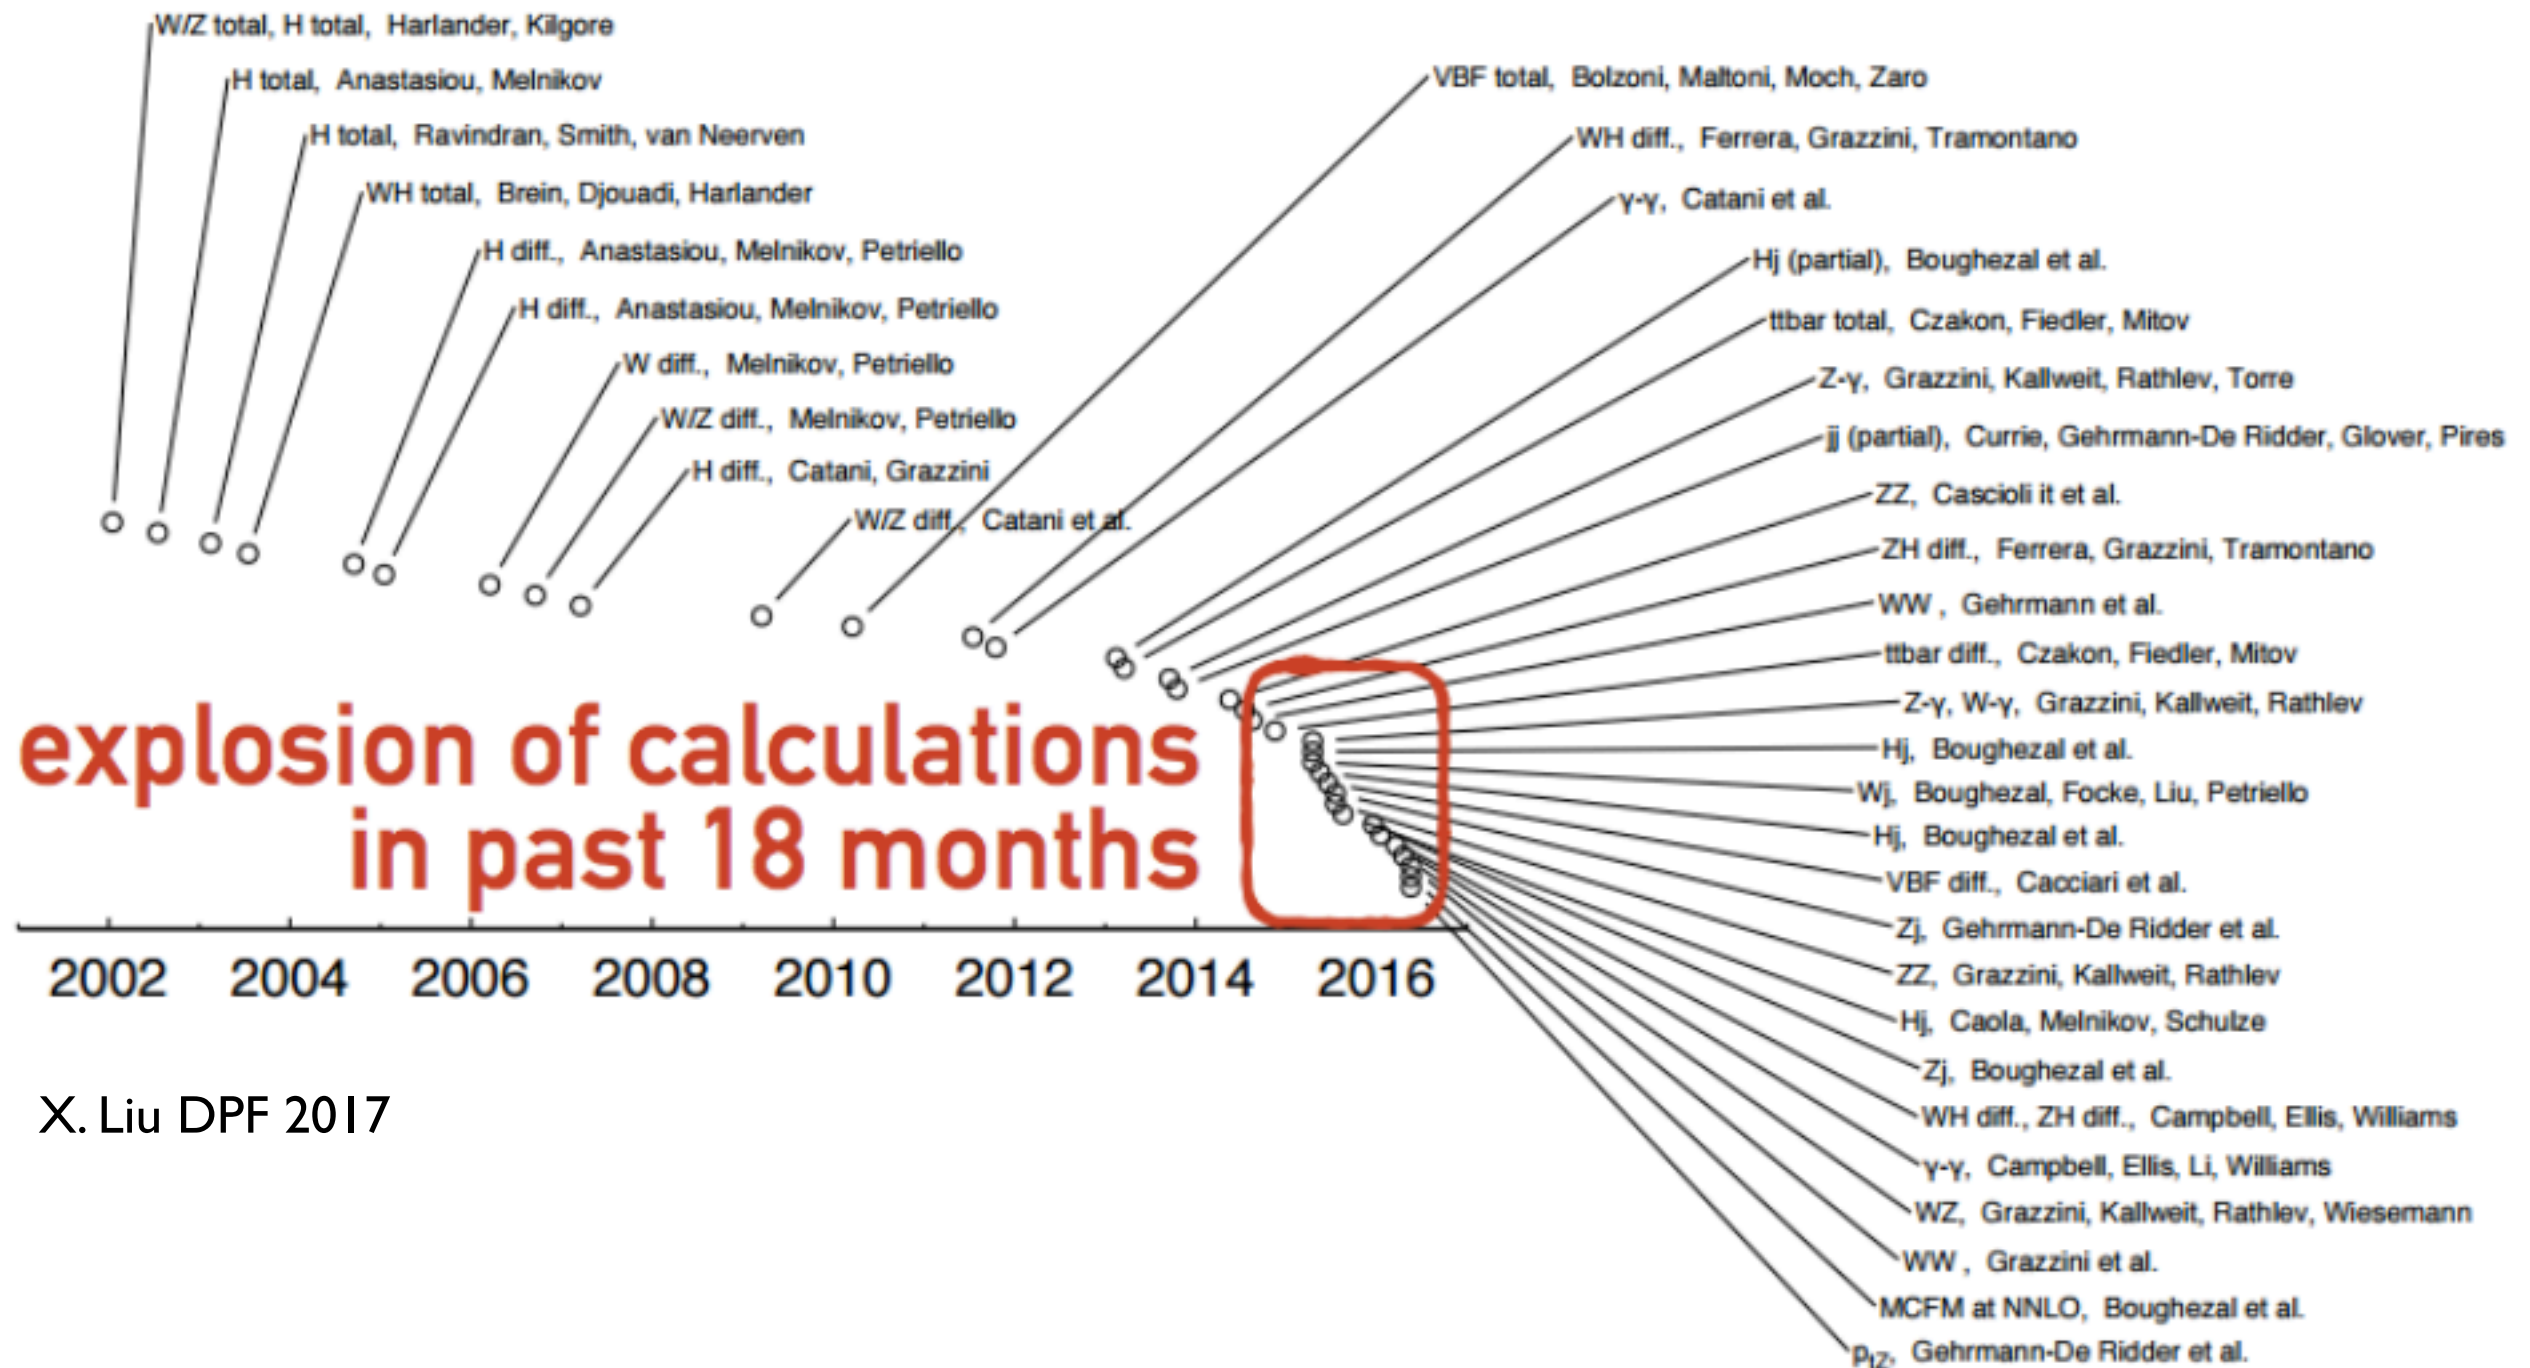 W/Z total, H total, Harlander, Kilgore
H total, Anastasiou, Melnikov
H total, Ravindran, Smith, van Neerven
WH total, Brein, Djouadi, Harlander
H diff., Anastasiou, Melnikov, Petriello
H diff., Anastasiou, Melnikov, Petriello
W diff., Melnikov, Petriello
W/Z diff., Melnikov, Petriello
H diff., Catani, Grazzini
W/Z diff., Catani et al.
VBF total, Bolzoni, Maltoni, Moch, Zaro
WH diff., Ferrera, Grazzini, Tramontano
γ-γ, Catani et al.
Hj (partial), Boughezal et al.
ttbar total, Czakon, Fiedler, Mitov
Z-γ, Grazzini, Kallweit, Rathlev, Torre
jj (partial), Currie, Gehrmann-De Ridder, Glover, Pires
ZZ, Cascioli it et al.
ZH diff., Ferrera, Grazzini, Tramontano
WW , Gehrmann et al.
ttbar diff., Czakon, Fiedler, Mitov
Z-γ, W-γ, Grazzini, Kallweit, Rathlev
Hj, Boughezal et al.
Wj, Boughezal, Focke, Liu, Petriello
Hj, Boughezal et al.
VBF diff., Cacciari et al.
Zj, Gehrmann-De Ridder et al.
ZZ, Grazzini, Kallweit, Rathlev
Hj, Caola, Melnikov, Schulze
Zj, Boughezal et al.
WH diff., ZH diff., Campbell, Ellis, Williams
γ-γ, Campbell, Ellis, Li, Williams
WZ, Grazzini, Kallweit, Rathlev, Wiesemann
WW , Grazzini et al.
MCFM at NNLO, Boughezal et al.
ptZ, Gehrmann-De Ridder et al.
explosion of calculations
in past 18 months
2002 2004 2006 2008 2010 2012 2014 2016
X. Liu DPF 2017